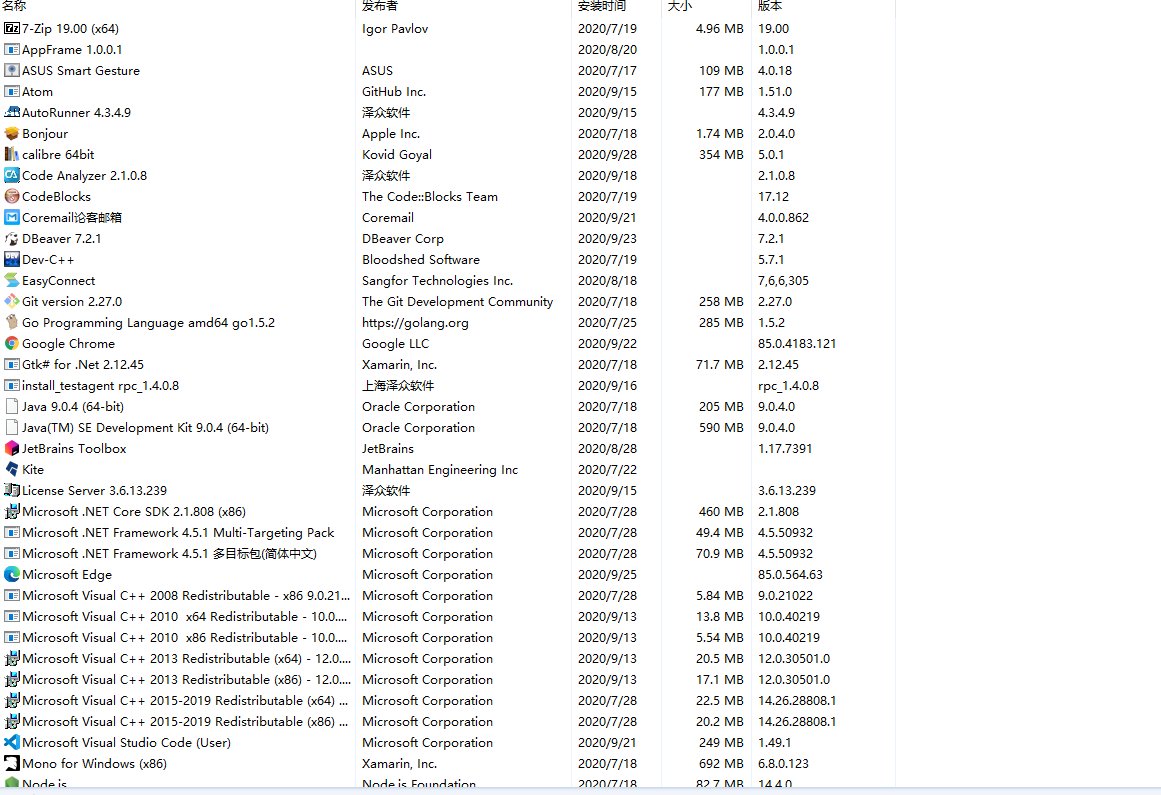 名称 发布者 安装时间 大小 版本
7-Zip 19.00 (x64) Igor Pavlov 2020/7/19 4.96 MB 19.00
AppFrame 1.0.0.1 2020/8/20 1.0.0.1
ASUS Smart Gesture ASUS 2020/7/17 109 MB 4.0.18
Atom GitHub Inc. 2020/9/15 177 MB 1.51.0
AutoRunner 4.3.4.9 泽众软件 2020/9/15 4.3.4.9
Bonjour Apple Inc. 2020/7/18 1.74 MB 2.0.4.0
calibre 64bit Kovid Goyal 2020/9/28 354 MB 5.0.1
Code Analyzer 2.1.0.8 泽众软件 2020/9/18 2.1.0.8
CodeBlocks The Code::Blocks Team 2020/7/19 17.12
Coremail论客邮箱 Coremail 2020/9/21 4.0.0.862
DBeaver 7.2.1 DBeaver Corp 2020/9/23 7.2.1
Dev-C++ Bloodshed Software 2020/7/19 5.7.1
EasyConnect Sangfor Technologies Inc. 2020/8/18 7,6,6,305
Git version 2.27.0 The Git Development Community 2020/7/18 258 MB 2.27.0
Go Programming Language amd64 go1.5.2 https://golang.org 2020/7/25 285 MB 1.5.2
Google Chrome Google LLC 2020/9/22 85.0.4183.121
Gtk# for .Net 2.12.45 Xamarin, Inc. 2020/7/18 71.7 MB 2.12.45
install_testagent rpc_1.4.0.8 上海泽众软件 2020/9/16 rpc_1.4.0.8
Java 9.0.4 (64-bit) Oracle Corporation 2020/7/18 205 MB 9.0.4.0
Java(TM) SE Development Kit 9.0.4 (64-bit) Oracle Corporation 2020/7/18 590 MB 9.0.4.0
JetBrains Toolbox JetBrains 2020/8/28 1.17.7391
Kite Manhattan Engineering Inc 2020/7/22
License Server 3.6.13.239 泽众软件 2020/9/15 3.6.13.239
Microsoft .NET Core SDK 2.1.808 (x86) Microsoft Corporation 2020/7/28 460 MB 2.1.808
Microsoft .NET Framework 4.5.1 Multi-Targeting Pack Microsoft Corporation 2020/7/28 49.4 MB 4.5.50932
Microsoft .NET Framework 4.5.1 多目标包(简体中文) Microsoft Corporation 2020/7/28 70.9 MB 4.5.50932
Microsoft Edge Microsoft Corporation 2020/9/25 85.0.564.63
Microsoft Visual C++ 2008 Redistributable - x86 9.0.21... Microsoft Corporation 2020/7/28 5.84 MB 9.0.21022
Microsoft Visual C++ 2010  x64 Redistributable - 10.0.... Microsoft Corporation 2020/9/13 13.8 MB 10.0.40219
Microsoft Visual C++ 2010  x86 Redistributable - 10.0.... Microsoft Corporation 2020/9/13 5.54 MB 10.0.40219
Microsoft Visual C++ 2013 Redistributable (x64) - 12.0.... Microsoft Corporation 2020/9/13 20.5 MB 12.0.30501.0
Microsoft Visual C++ 2013 Redistributable (x86) - 12.0.... Microsoft Corporation 2020/9/13 17.1 MB 12.0.30501.0
Microsoft Visual C++ 2015-2019 Redistributable (x64) ... Microsoft Corporation 2020/7/28 22.5 MB 14.26.28808.1
Microsoft Visual C++ 2015-2019 Redistributable (x86) ... Microsoft Corporation 2020/7/28 20.2 MB 14.26.28808.1
Microsoft Visual Studio Code (User) Microsoft Corporation 2020/9/21 249 MB 1.49.1
Mono for Windows (x86) Xamarin, Inc. 2020/7/18 692 MB 6.8.0.123
Node.js Node.js Foundation 2020/7/18 82.7 MB 14.4.0